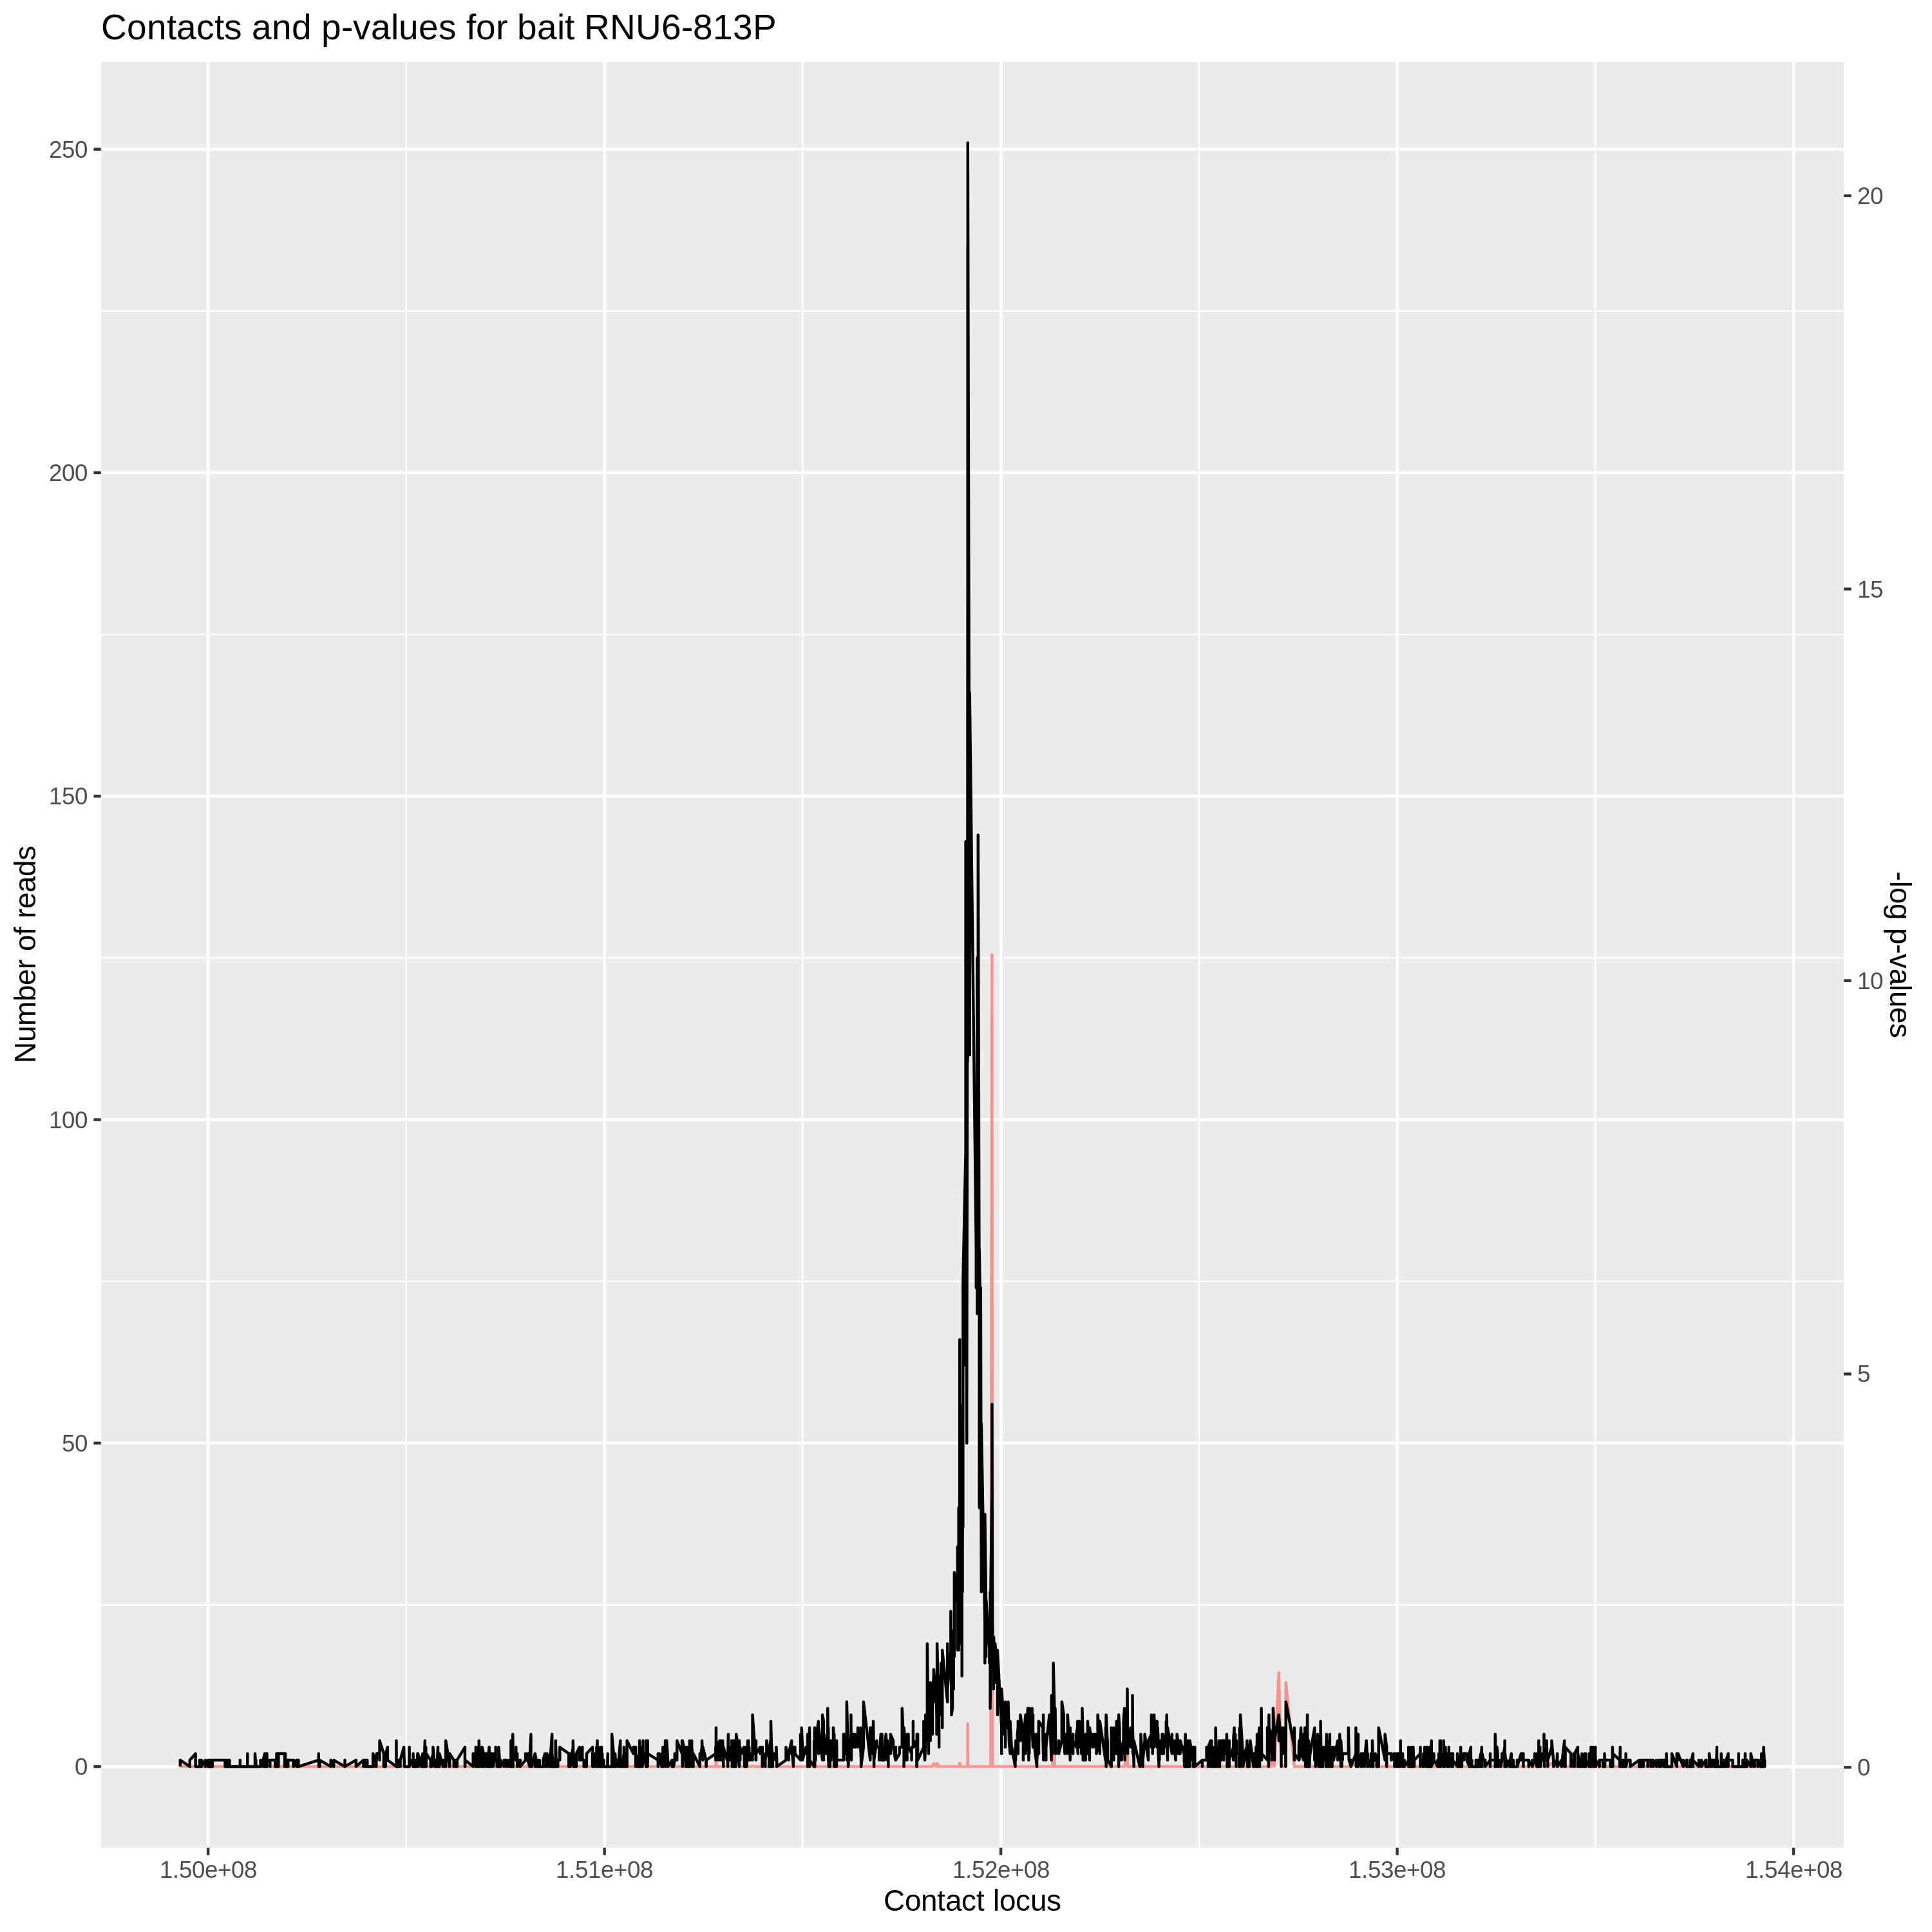 Contacts and p-values for bait RNU6-813P
Number of reads
250
200
150
100
50
0
20
15
10
5
0
-log p-values
1.50e+08
1.51e+08
1.52e+08
1.53e+08
1.54e+08
Contact locus